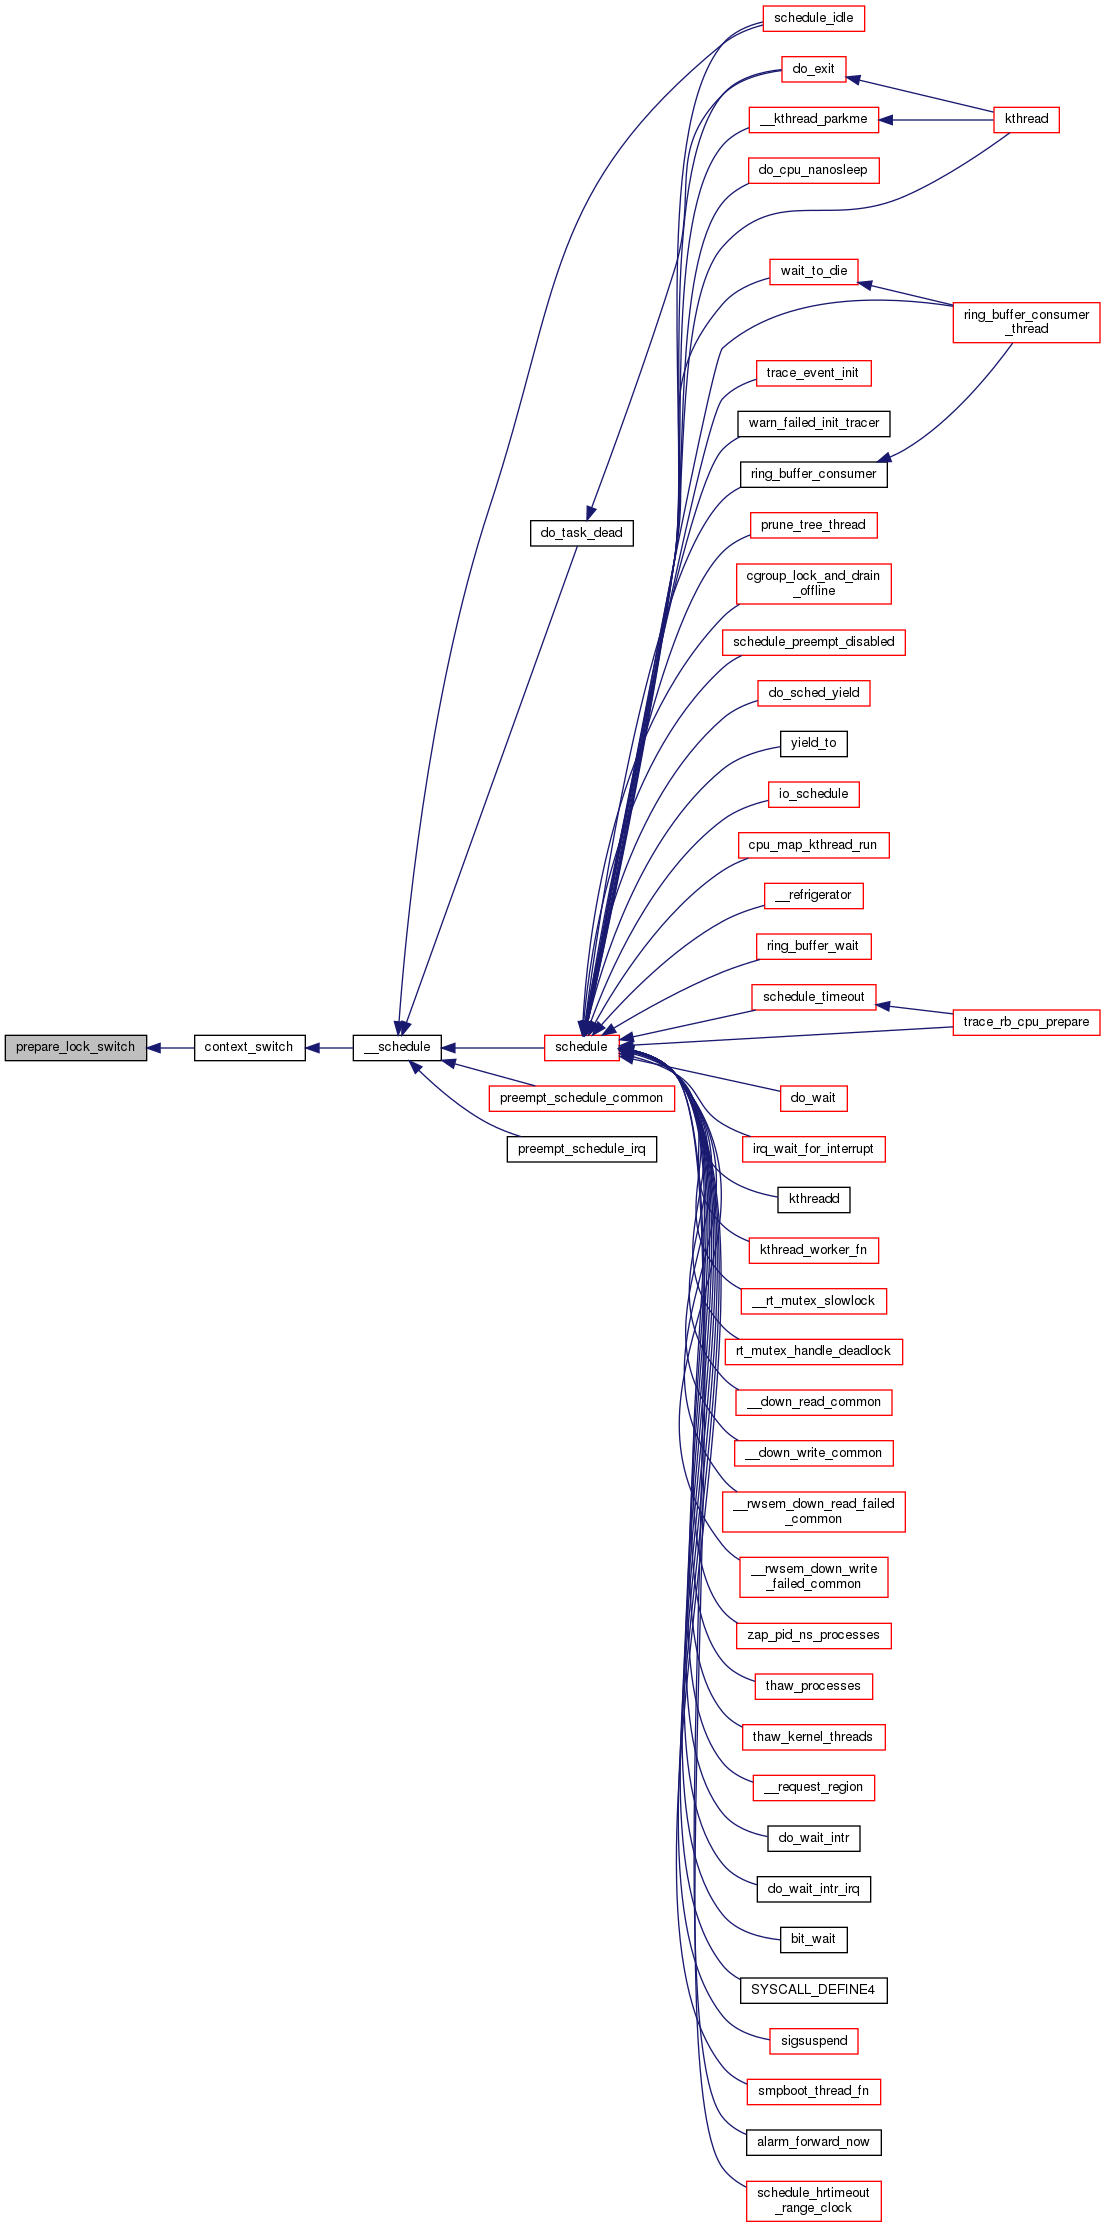 schedule_idle
do_exit
__kthread_parkme
kthread
do_cpu_nanosleep
wait_to_die
ring_buffer_consumer
_thread
trace_event_init
warn_failed_init_tracer
ring_buffer_consumer
prune_tree_thread
do_task_dead
cgroup_lock_and_drain
_offline
schedule_preempt_disabled
do_sched_yield
yield_to
io_schedule
cpu_map_kthread_run
__refrigerator
ring_buffer_wait
schedule_timeout
trace_rb_cpu_prepare
prepare_lock_switch
context_switch
__schedule
schedule
preempt_schedule_common
preempt_schedule_irq
do_wait
irq_wait_for_interrupt
kthreadd
kthread_worker_fn
__rt_mutex_slowlock
rt_mutex_handle_deadlock
__down_read_common
__down_write_common
__rwsem_down_read_failed
_common
__rwsem_down_write
_failed_common
zap_pid_ns_processes
thaw_processes
thaw_kernel_threads
__request_region
do_wait_intr
do_wait_intr_irq
bit_wait
SYSCALL_DEFINE4
sigsuspend
smpboot_thread_fn
alarm_forward_now
schedule_hrtimeout
_range_clock